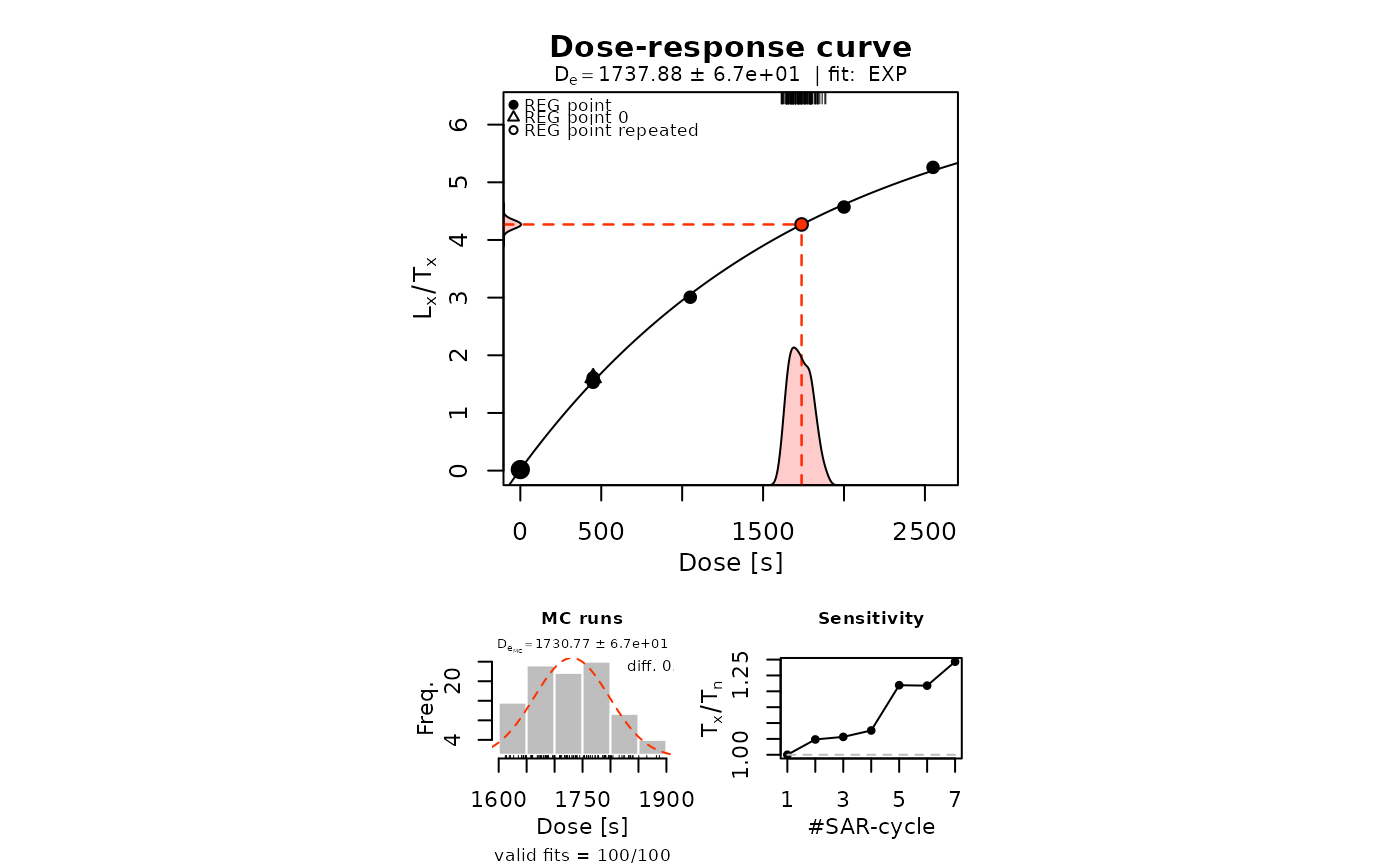 Dose-response curve
De = 1737.88 ± 6.7e+01 | fit: EXP
REG point
REG point 0
REG point repeated
6
5
4
3
2
1
0
Lx/Tx
0 500 1500 2500
Dose [s]
MC runs
DeMC = 1730.77 ± 6.7e+01
diff. 0.
20
4
Freq.
1600 1750 1900
Dose [s]
valid fits = 100/100
Sensitivity
1.25
1.00
Tx/Tn
1 3 5 7
#SAR-cycle